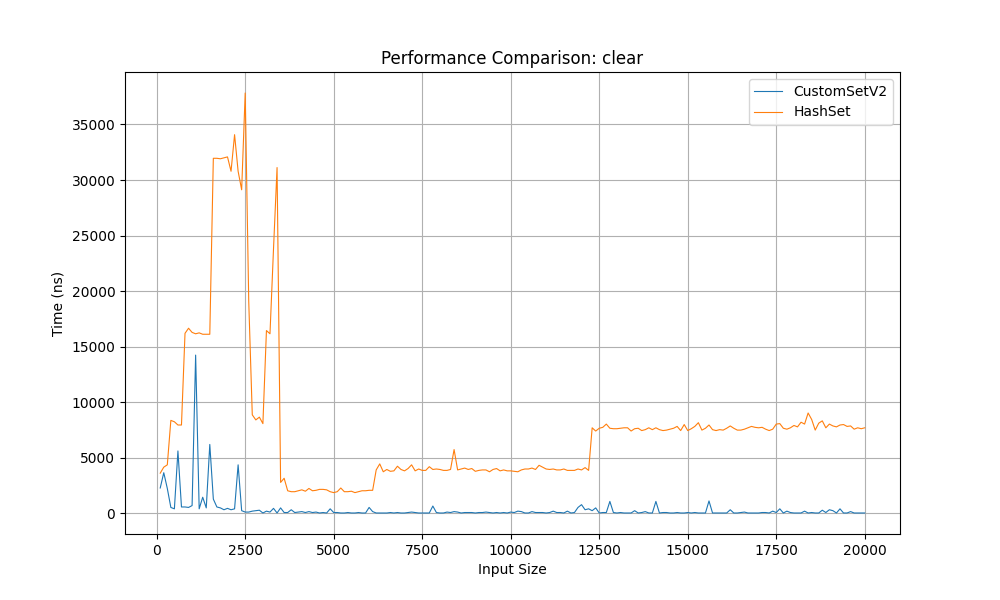 Performance Comparison: clear
CustomSetV2
HashSet
35000
30000
25000
20000
15000
10000
5000
0
Time (ns)
0 2500 5000 7500 10000 12500 15000 17500 20000
Input Size